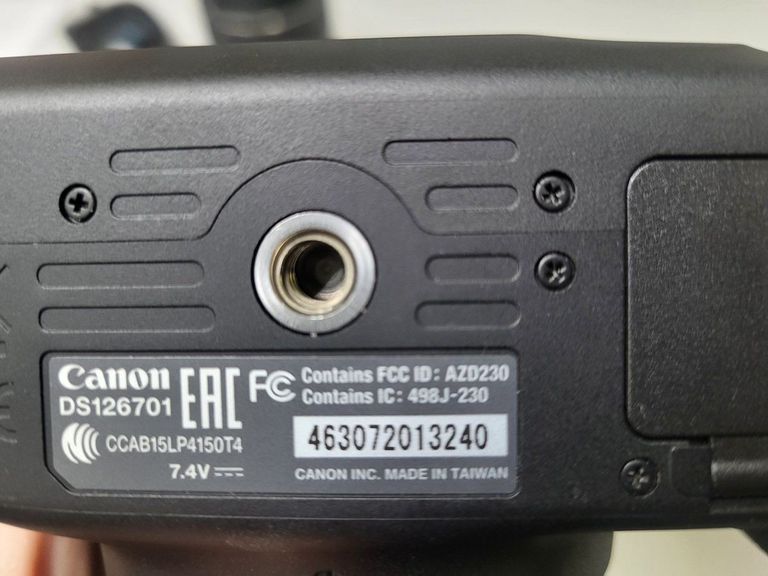 Canon
DS126701
EAC
FC
Contains FCC ID: AZD230
Contains IC: 498J-230
CCAB15LP4150T4
463072013240
7.4V
CANON INC. MADE IN TAIWAN